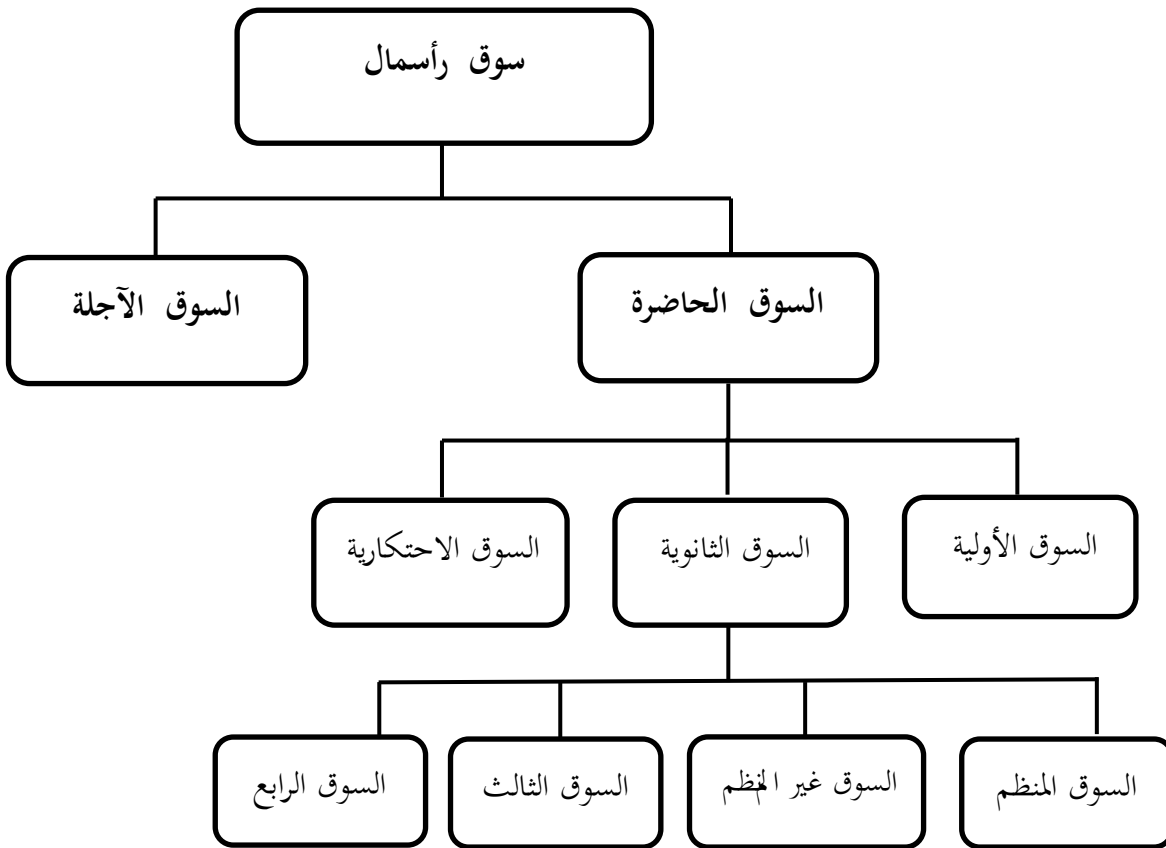 سوق رأسمال
السوق الحاضرة
السوق الآجلة
السوق الأولية
السوق الثانوية
السوق الاحتكارية
السوق المنظم
السوق غير المنظم
السوق الثالث
السوق الرابع